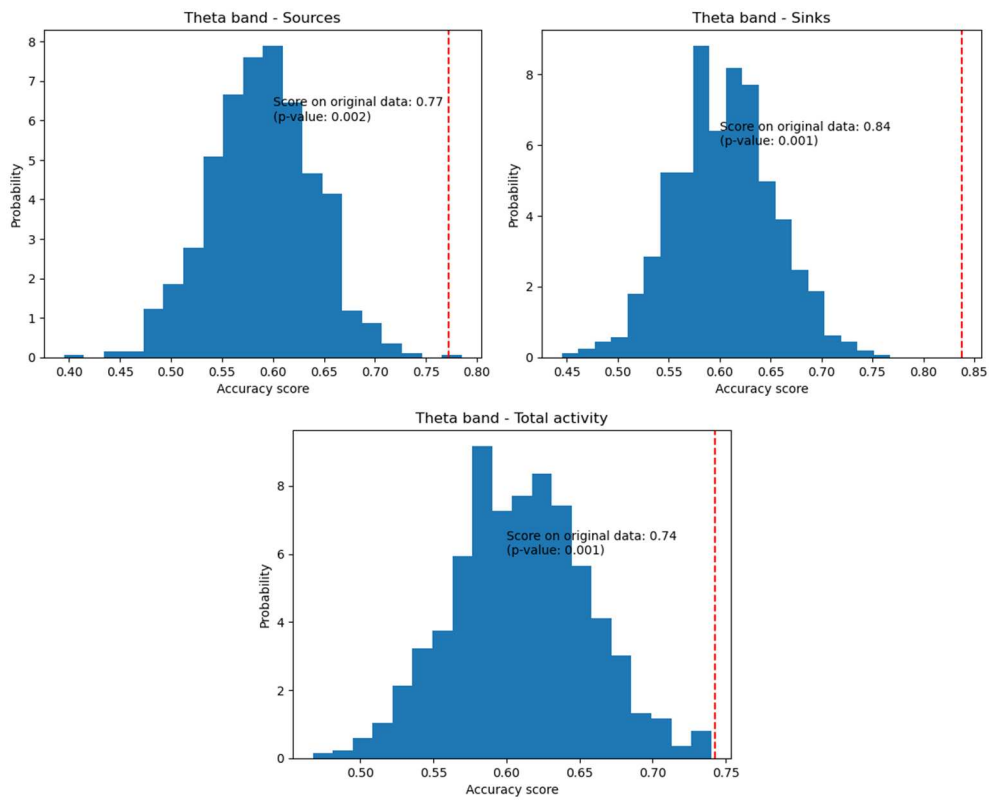 Theta band - Sources
8
7
6
5
4
3
2
1
0
Probability
Score on original data: 0.77
(p-value: 0.002)
0.40 0.45 0.50 0.55 0.60 0.65 0.70 0.75 0.80
Accuracy score
Theta band - Sinks
8
6
4
2
0
Probability
Score on original data: 0.84
(p-value: 0.001)
0.45 0.50 0.55 0.60 0.65 0.70 0.75 0.80 0.85
Accuracy score
Theta band - Total activity
8
6
4
2
0
Probability
Score on original data: 0.74
(p-value: 0.001)
0.50 0.55 0.60 0.65 0.70 0.75
Accuracy score